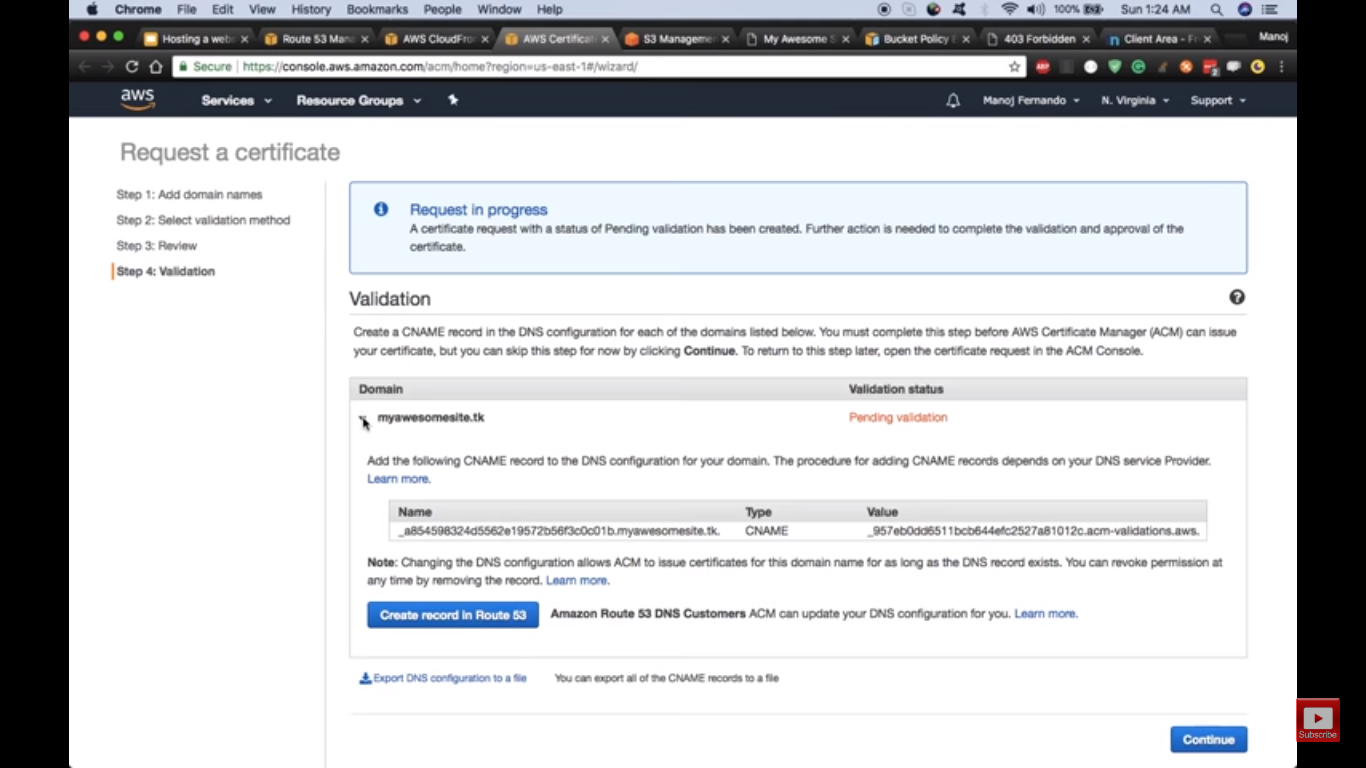 Chrome File Edit View History Bookmarks People Window Help 100% Sun 1:24 AM
Hosting a web Route 53 Man AWS CloudFro AWS Certificat S3 Managemen My Awesome S Bucket Policy E 403 Forbidden Client Area - F Manoj
Secure https://console.aws.amazon.com/acm/home?region=us-east-1#/wizard/
aws Services Resource Groups Manoj Fernando N. Virginia Support
Request a certificate
Step 1: Add domain names
Step 2: Select validation method
Step 3: Review
Step 4: Validation
Request in progress
A certificate request with a status of Pending validation has been created. Further action is needed to complete the validation and approval of the
certificate.
Validation
Create a CNAME record in the DNS configuration for each of the domains listed below. You must complete this step before AWS Certificate Manager (ACM) can issue
your certificate, but you can skip this step for now by clicking Continue. To return to this step later, open the certificate request in the ACM Console.
Domain Validation status
myawesomesite.tk Pending validation
Add the following CNAME record to the DNS configuration for your domain. The procedure for adding CNAME records depends on your DNS service Provider.
Learn more.
Name Type Value
_a854598324d5562e19572b56f3c0c01b.myawesomesite.tk. CNAME _957eb0dd6511bcb644efc2527a81012c.acm-validations.aws.
Note: Changing the DNS configuration allows ACM to issue certificates for this domain name for as long as the DNS record exists. You can revoke permission at
any time by removing the record. Learn more.
Create record in Route 53 Amazon Route 53 DNS Customers ACM can update your DNS configuration for you. Learn more.
Export DNS configuration to a file You can export all of the CNAME records to a file
Continue
Subscribe